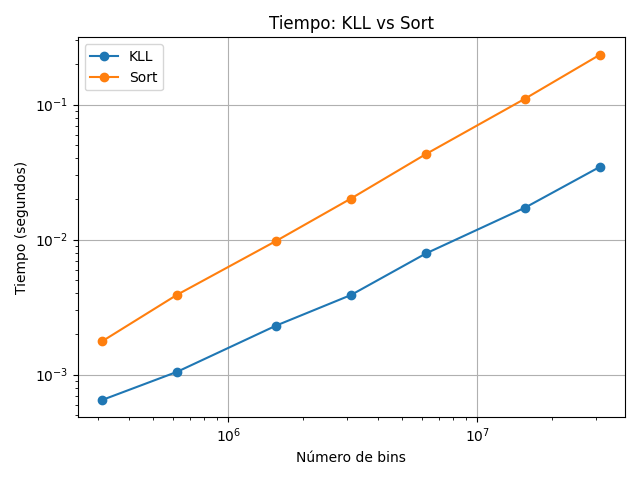 Tiempo: KLL vs Sort
KLL
Sort
Tiempo (segundos)
10⁻¹
10⁻²
10⁻³
10⁶
10⁷
Número de bins